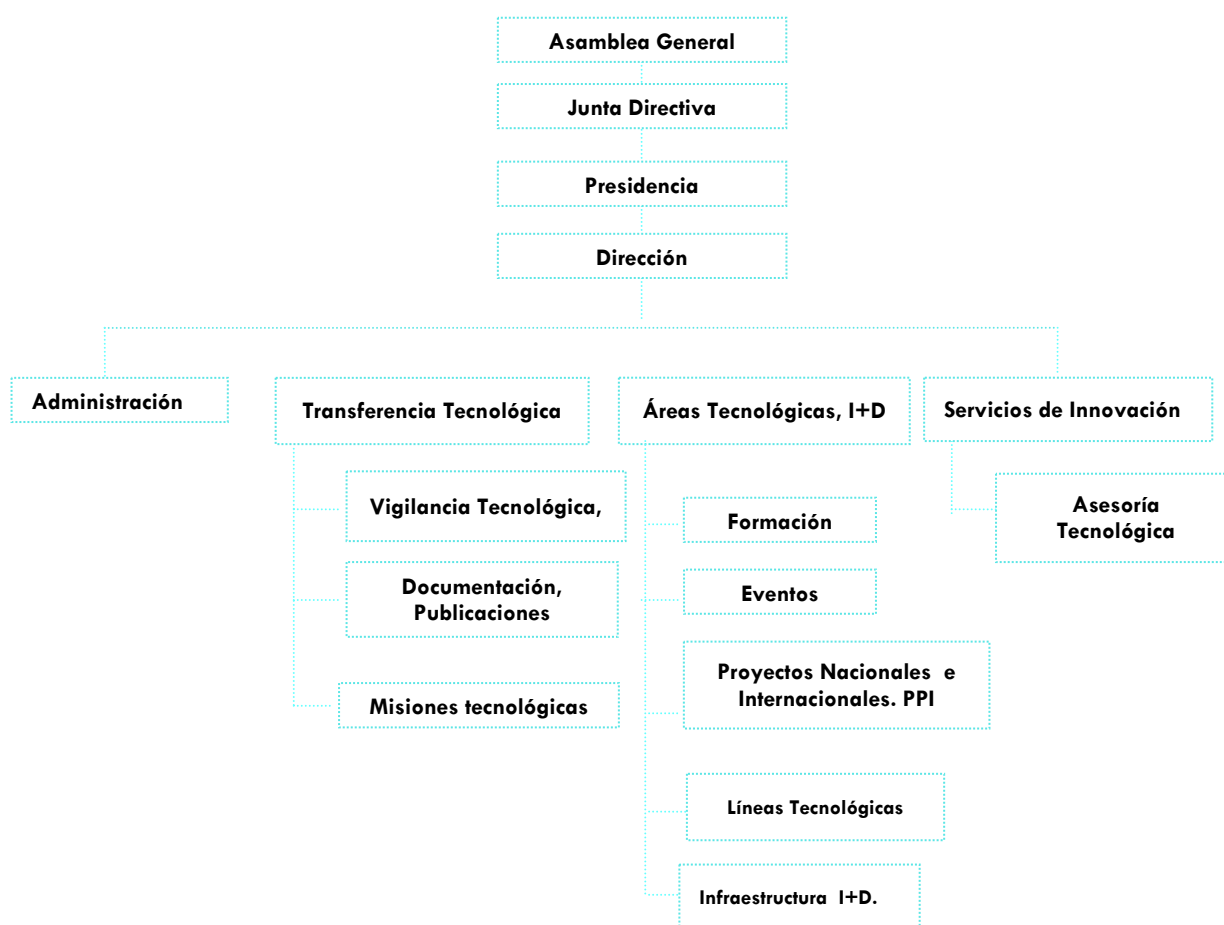 Asamblea General
Junta Directiva
Presidencia
Dirección
Administración
Transferencia Tecnológica
Áreas Tecnológicas, I+D
Servicios de Innovación
Vigilancia Tecnológica,
Documentación,
Publicaciones
Misiones tecnológicas
Formación
Eventos
Proyectos Nacionales e
Internacionales. PPI
Líneas Tecnológicas
Infraestructura I+D.
Asesoría
Tecnológica